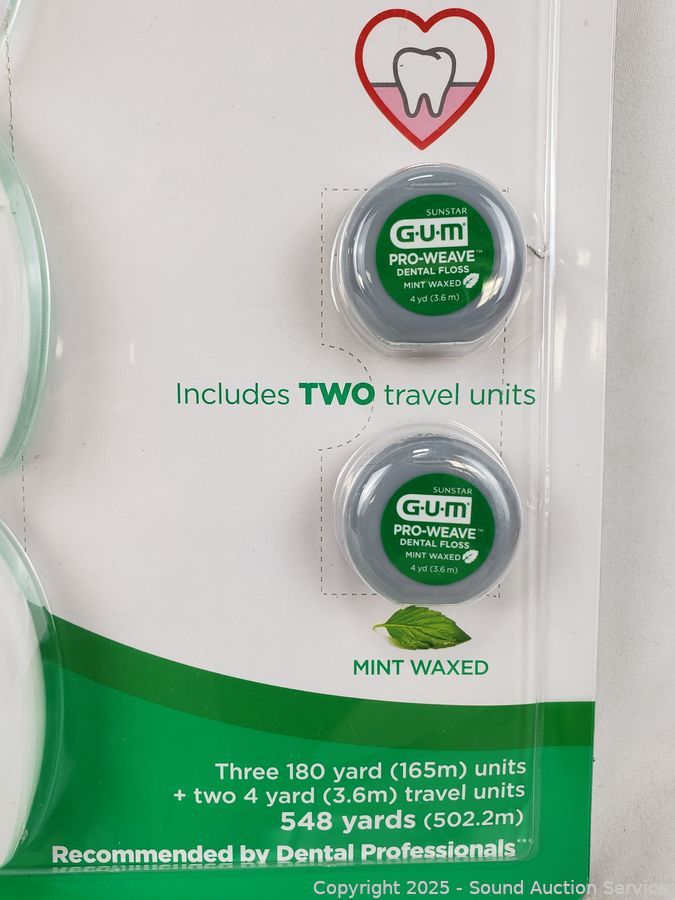 SUNSTAR
G·U·M
PRO-WEAVE™
DENTAL FLOSS
MINT WAXED
4 yd (3.6 m)
Includes TWO travel units
SUNSTAR
G·U·M
PRO-WEAVE™
DENTAL FLOSS
MINT WAXED
4 yd (3.6 m)
MINT WAXED
Three 180 yard (165m) units
+ two 4 yard (3.6m) travel units
548 yards (502.2m)
Recommended by Dental Professionals***
Copyright 2025 - Sound Auction Service